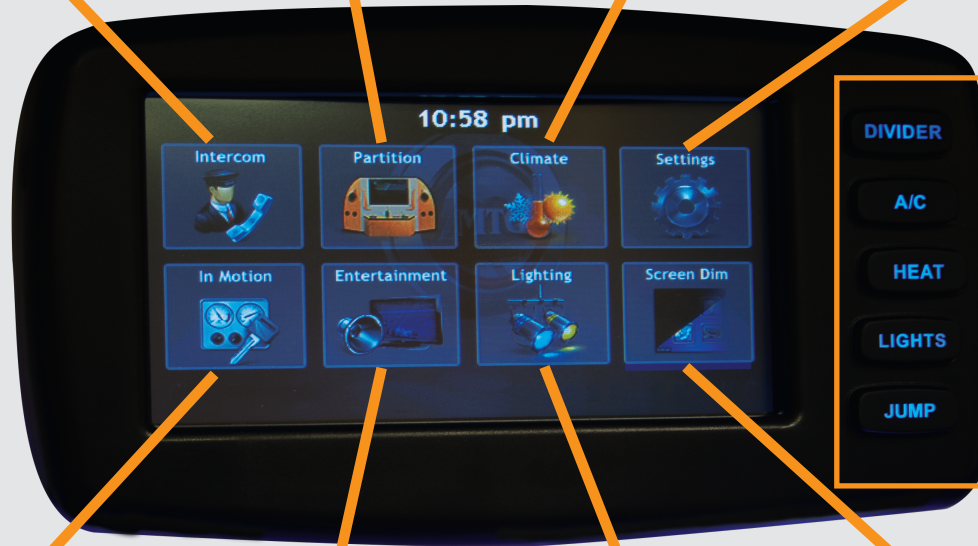 10:58 pm
Intercom
Partition
Climate
Settings
In Motion
Entertainment
Lighting
Screen Dim
DIVIDER
A/C
HEAT
LIGHTS
JUMP